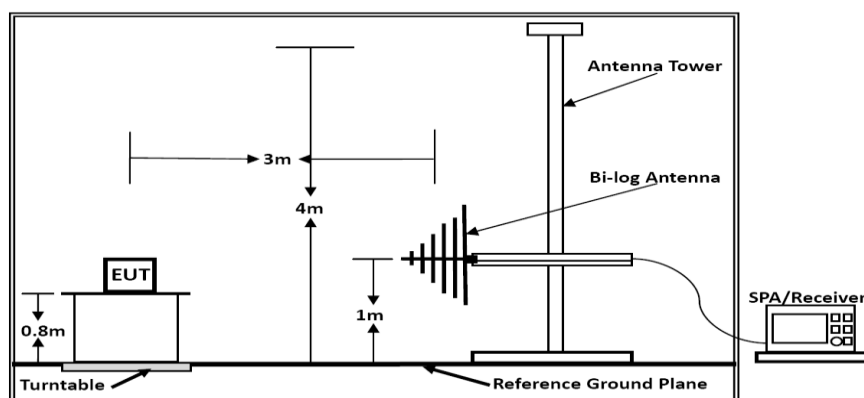 Antenna Tower
3m
Bi-log Antenna
4m
EUT
SPA/Receiver
0.8m
1m
Turntable
Reference Ground Plane